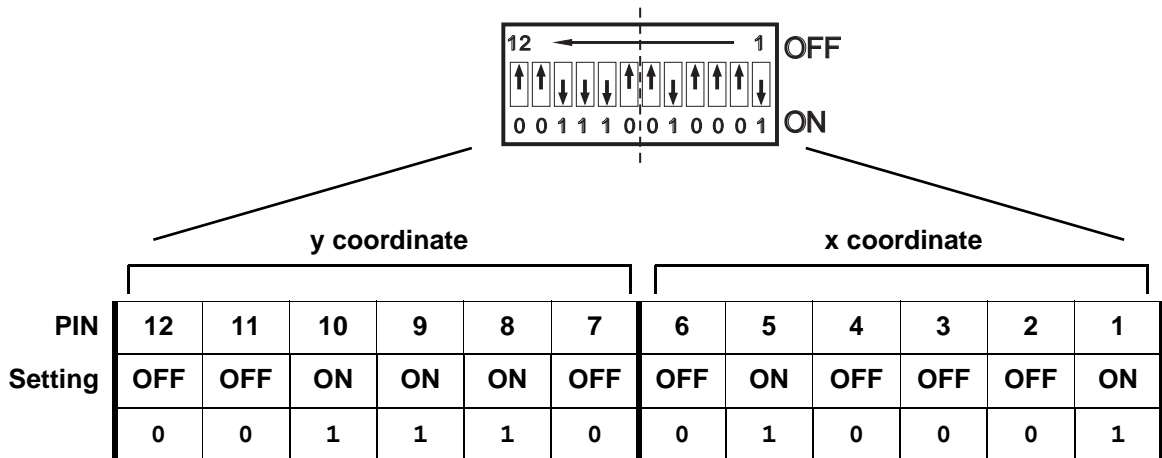 12 1 OFF
0 0 1 1 1 0 0 1 0 0 0 1 ON
y coordinate x coordinate
PIN 12 11 10 9 8 7 6 5 4 3 2 1
Setting OFF OFF ON ON ON OFF OFF ON OFF OFF OFF ON
0 0 1 1 1 0 0 1 0 0 0 1